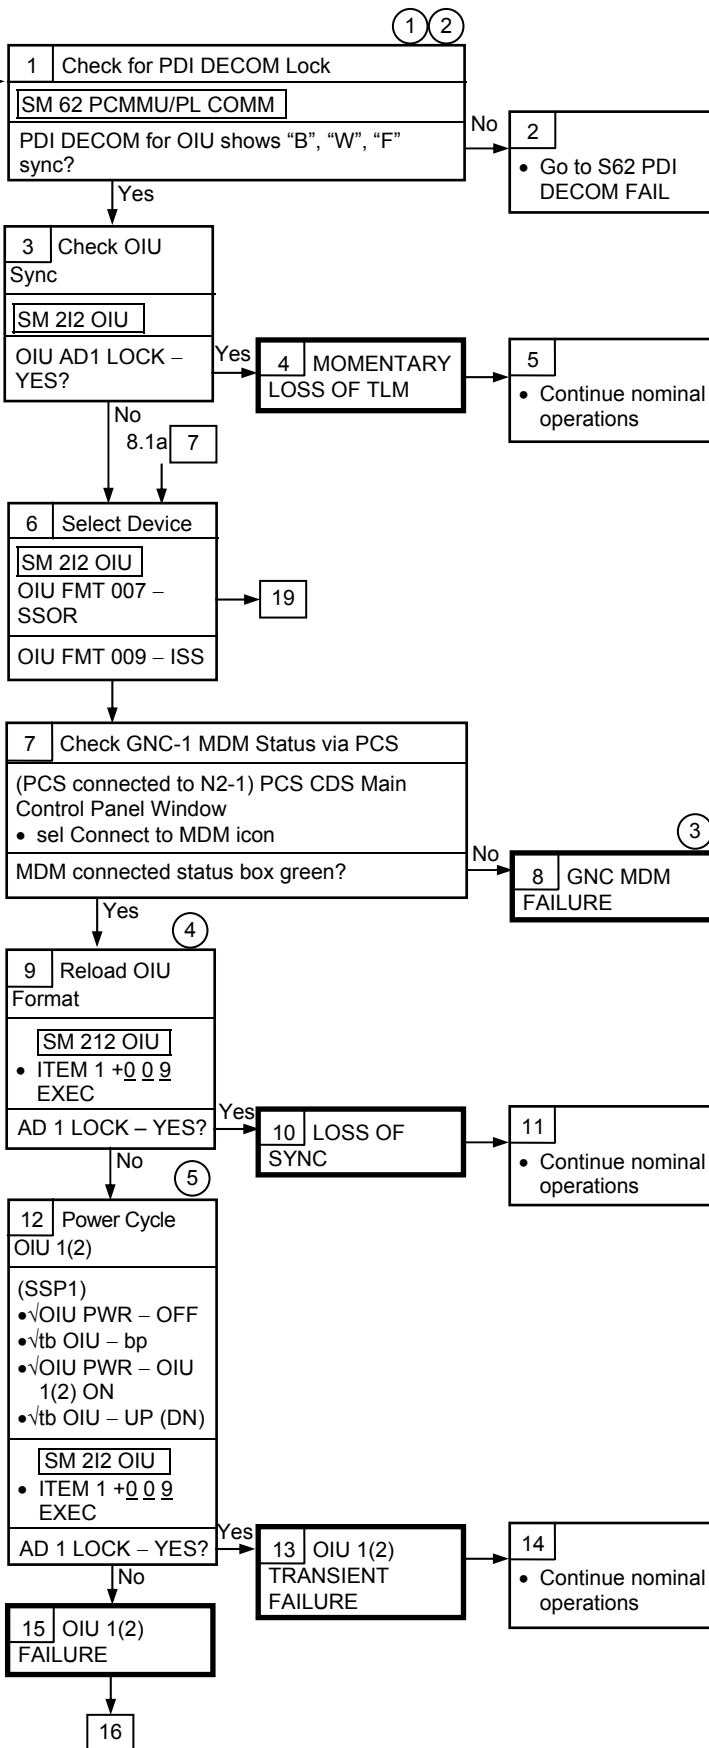 1 2
1 Check for PDI DECOM Lock
SM 62 PCMMU/PL COMM
PDI DECOM for OIU shows “B”, “W”, “F”
sync?
No
2
• Go to S62 PDI
DECOM FAIL
Yes
3 Check OIU
Sync
SM 2I2 OIU
OIU AD1 LOCK –
YES?
Yes
4 MOMENTARY
LOSS OF TLM
5
• Continue nominal
operations
No
8.1a 7
6 Select Device
SM 2I2 OIU
OIU FMT 007 –
SSOR
19
OIU FMT 009 – ISS
7 Check GNC-1 MDM Status via PCS
(PCS connected to N2-1) PCS CDS Main
Control Panel Window
• sel Connect to MDM icon
MDM connected status box green?
No
3
8 GNC MDM
FAILURE
Yes
4
9 Reload OIU
Format
SM 212 OIU
• ITEM 1 +0 0 9
EXEC
AD 1 LOCK – YES?
Yes
10 LOSS OF
SYNC
11
• Continue nominal
operations
No
5
12 Power Cycle
OIU 1(2)
(SSP1)
•√OIU PWR – OFF
•√tb OIU – bp
•√OIU PWR – OIU
1(2) ON
•√tb OIU – UP (DN)
SM 2I2 OIU
• ITEM 1 +0 0 9
EXEC
AD 1 LOCK – YES?
Yes
13 OIU 1(2)
TRANSIENT
FAILURE
14
• Continue nominal
operations
No
15 OIU 1(2)
FAILURE
16